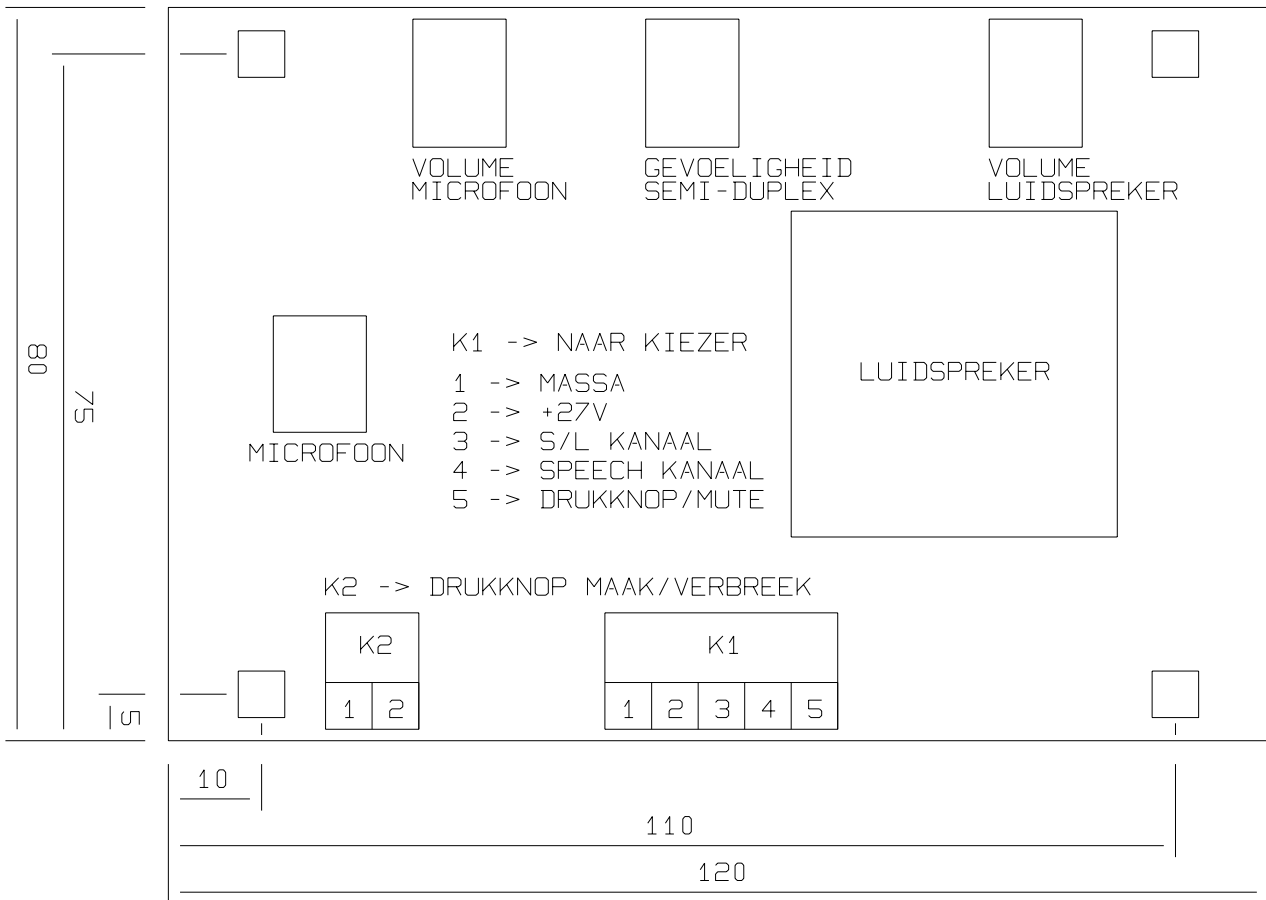 VOLUME
MICROFOON
GEVOELIGHEID
SEMI-DUPLEX
VOLUME
LUIDSPREKER
80
75
MICROFOON
K1 -> NAAR KIEZER
1 -> MASSA
2 -> +27V
3 -> S/L KANAAL
4 -> SPEECH KANAAL
5 -> DRUKKNOP/MUTE
LUIDSPREKER
K2 -> DRUKKNOP MAAK/VERBREEK
K2
1 2
K1
1 2 3 4 5
5
10
110
120